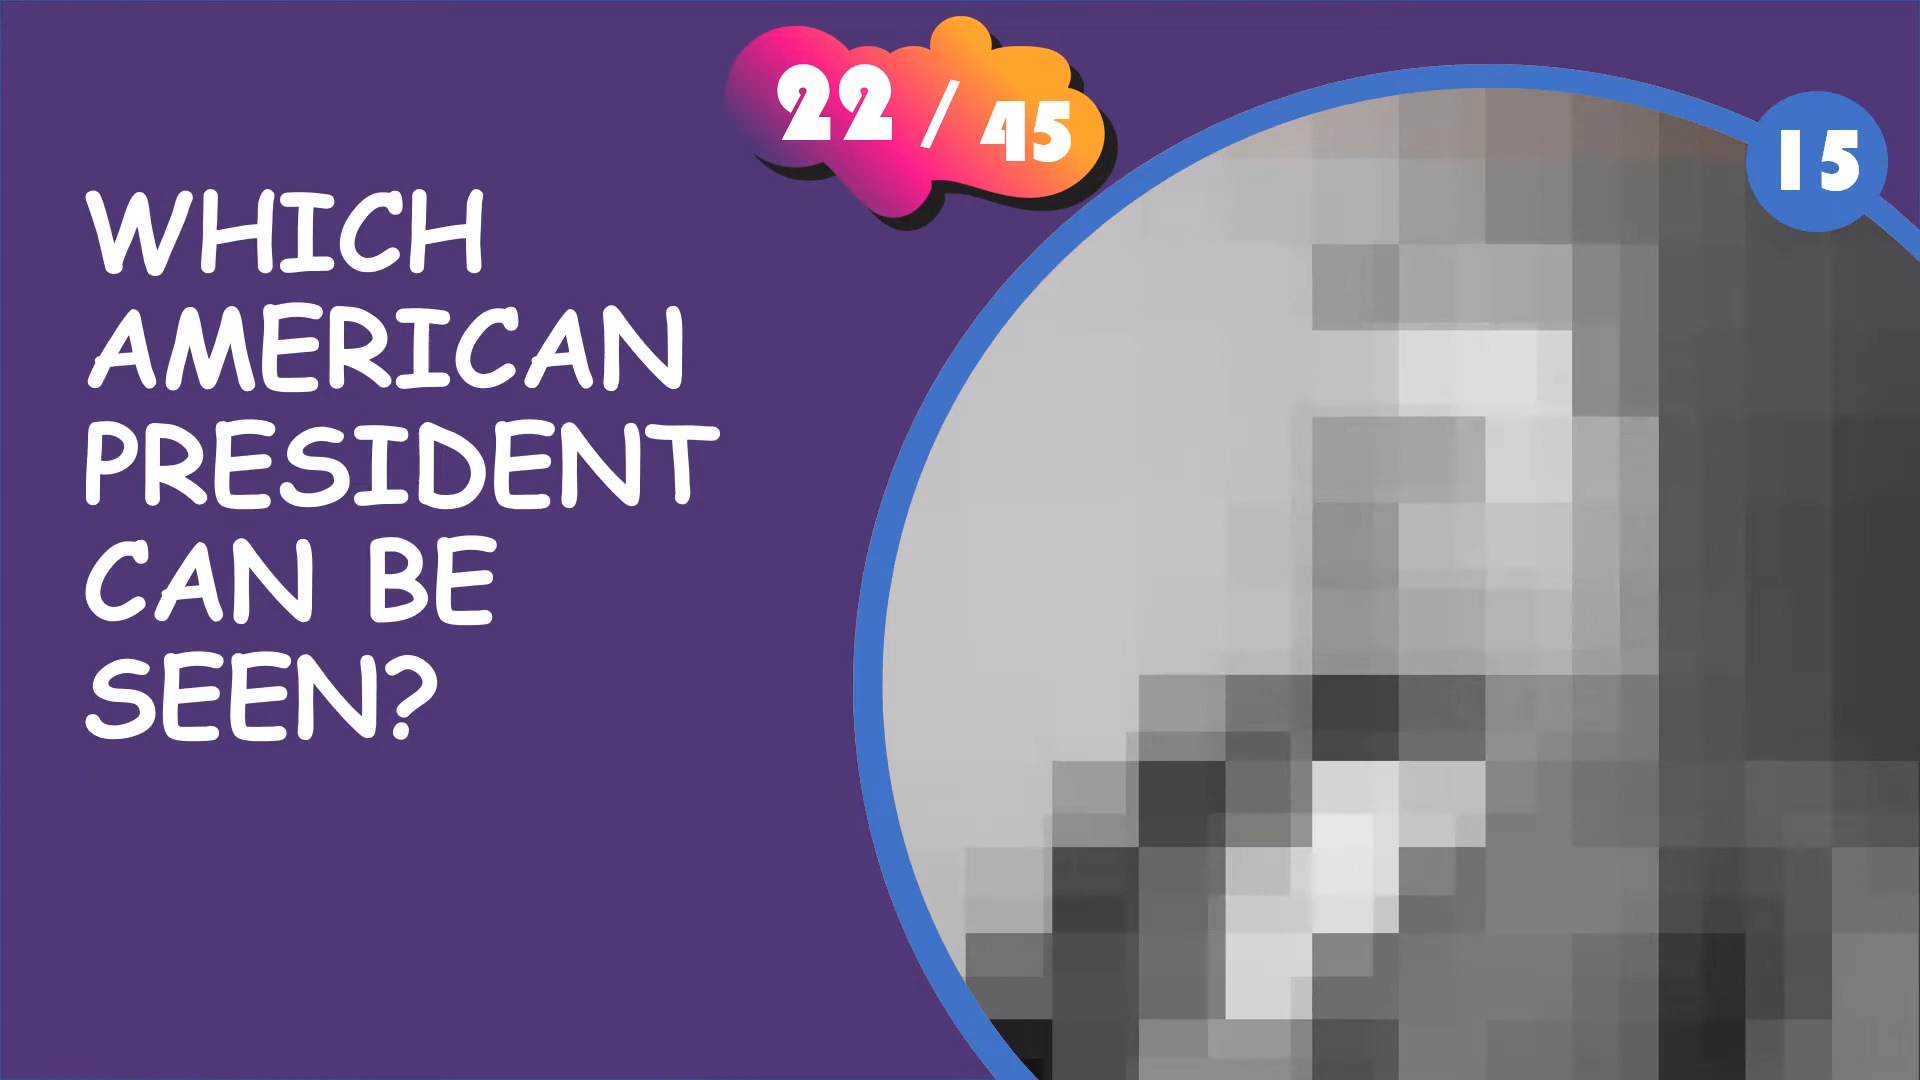 22 / 45
15
WHICH
AMERICAN
PRESIDENT
CAN BE
SEEN?